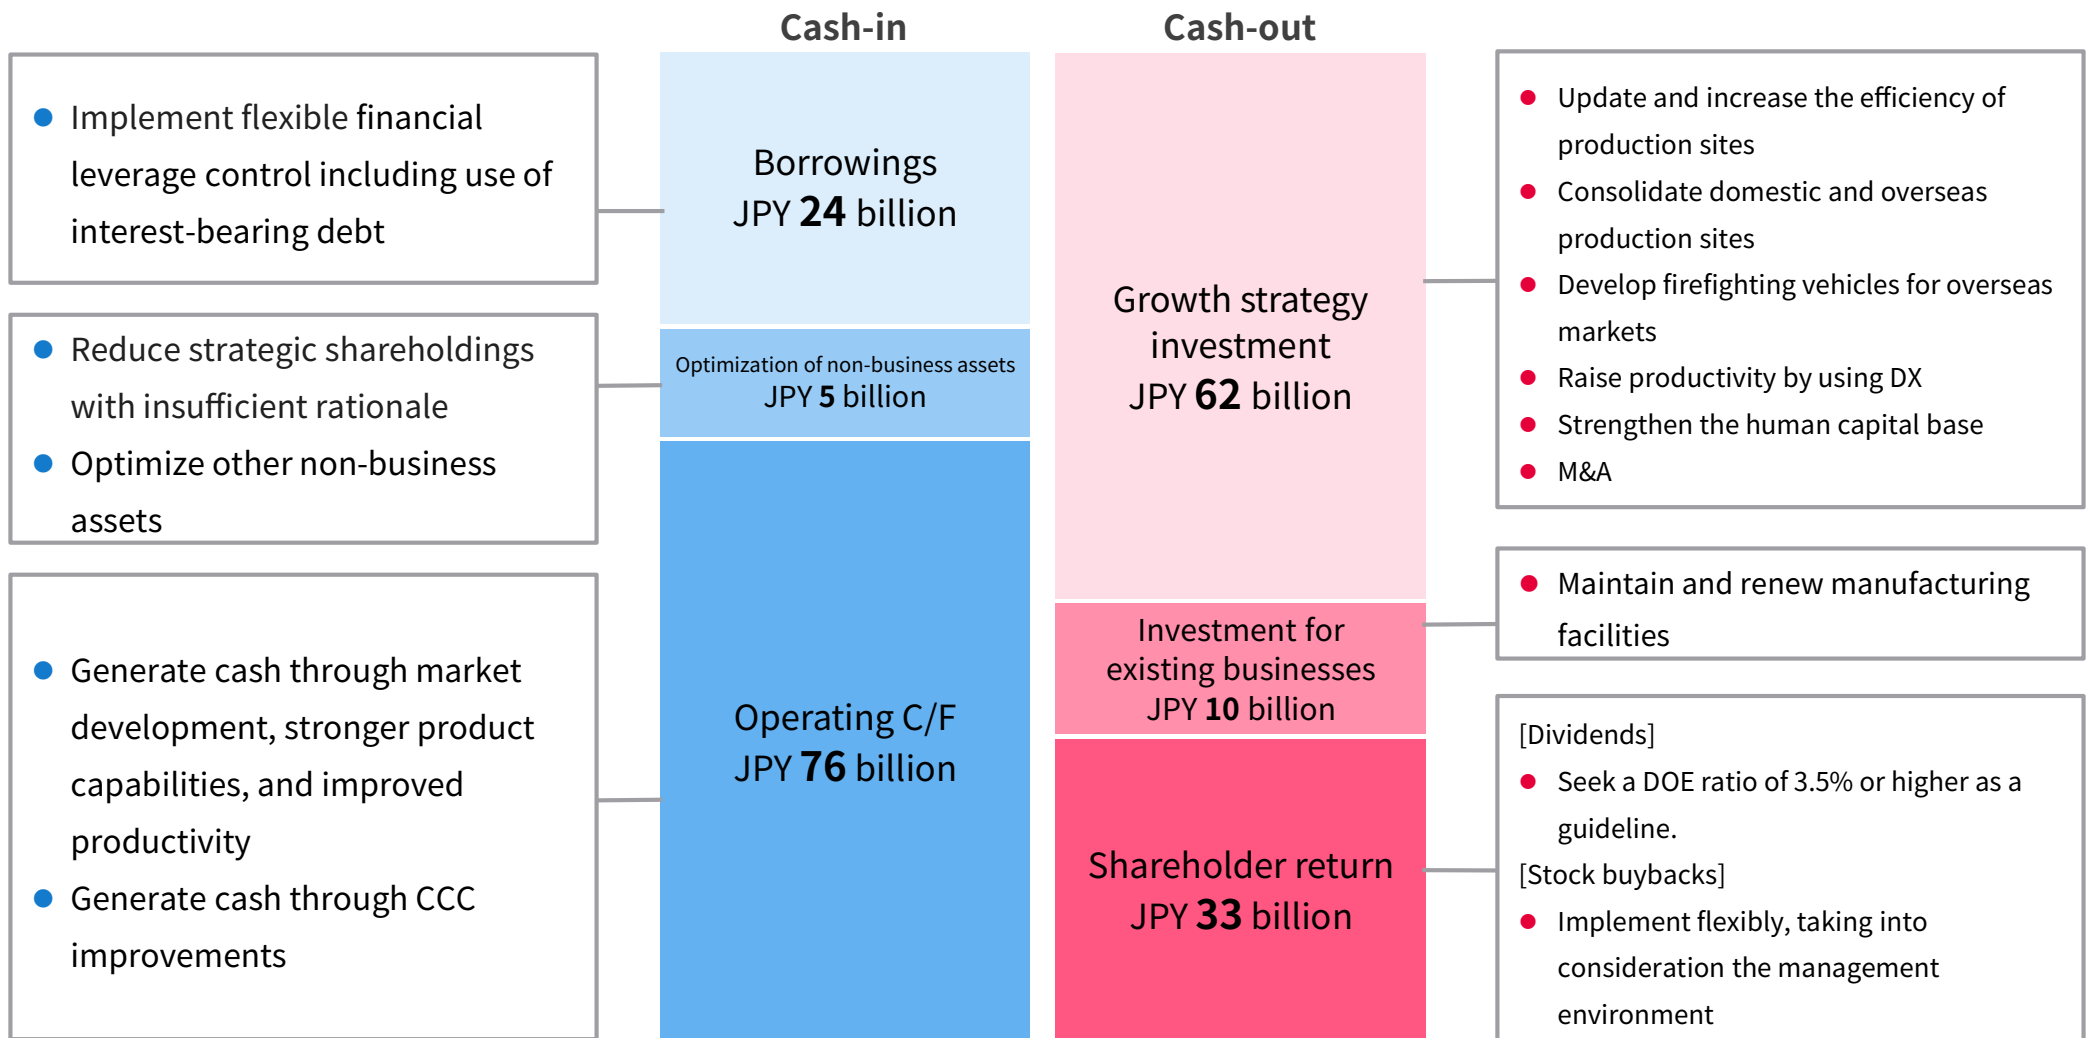 Cash-in
Cash-out
Implement flexible financial
leverage control including use of
interest-bearing debt
Reduce strategic shareholdings
with insufficient rationale
Optimize other non-business
assets
Generate cash through market
development, stronger product
capabilities, and improved
productivity
Generate cash through CCC
improvements
Borrowings
JPY 24 billion
Optimization of non-business assets
JPY 5 billion
Operating C/F
JPY 76 billion
Growth strategy
investment
JPY 62 billion
Investment for
existing businesses
JPY 10 billion
Shareholder return
JPY 33 billion
Update and increase the efficiency of
production sites
Consolidate domestic and overseas
production sites
Develop firefighting vehicles for overseas
markets
Raise productivity by using DX
Strengthen the human capital base
M&A
Maintain and renew manufacturing
facilities
[Dividends]
Seek a DOE ratio of 3.5% or higher as a
guideline.
[Stock buybacks]
Implement flexibly, taking into
consideration the management
environment